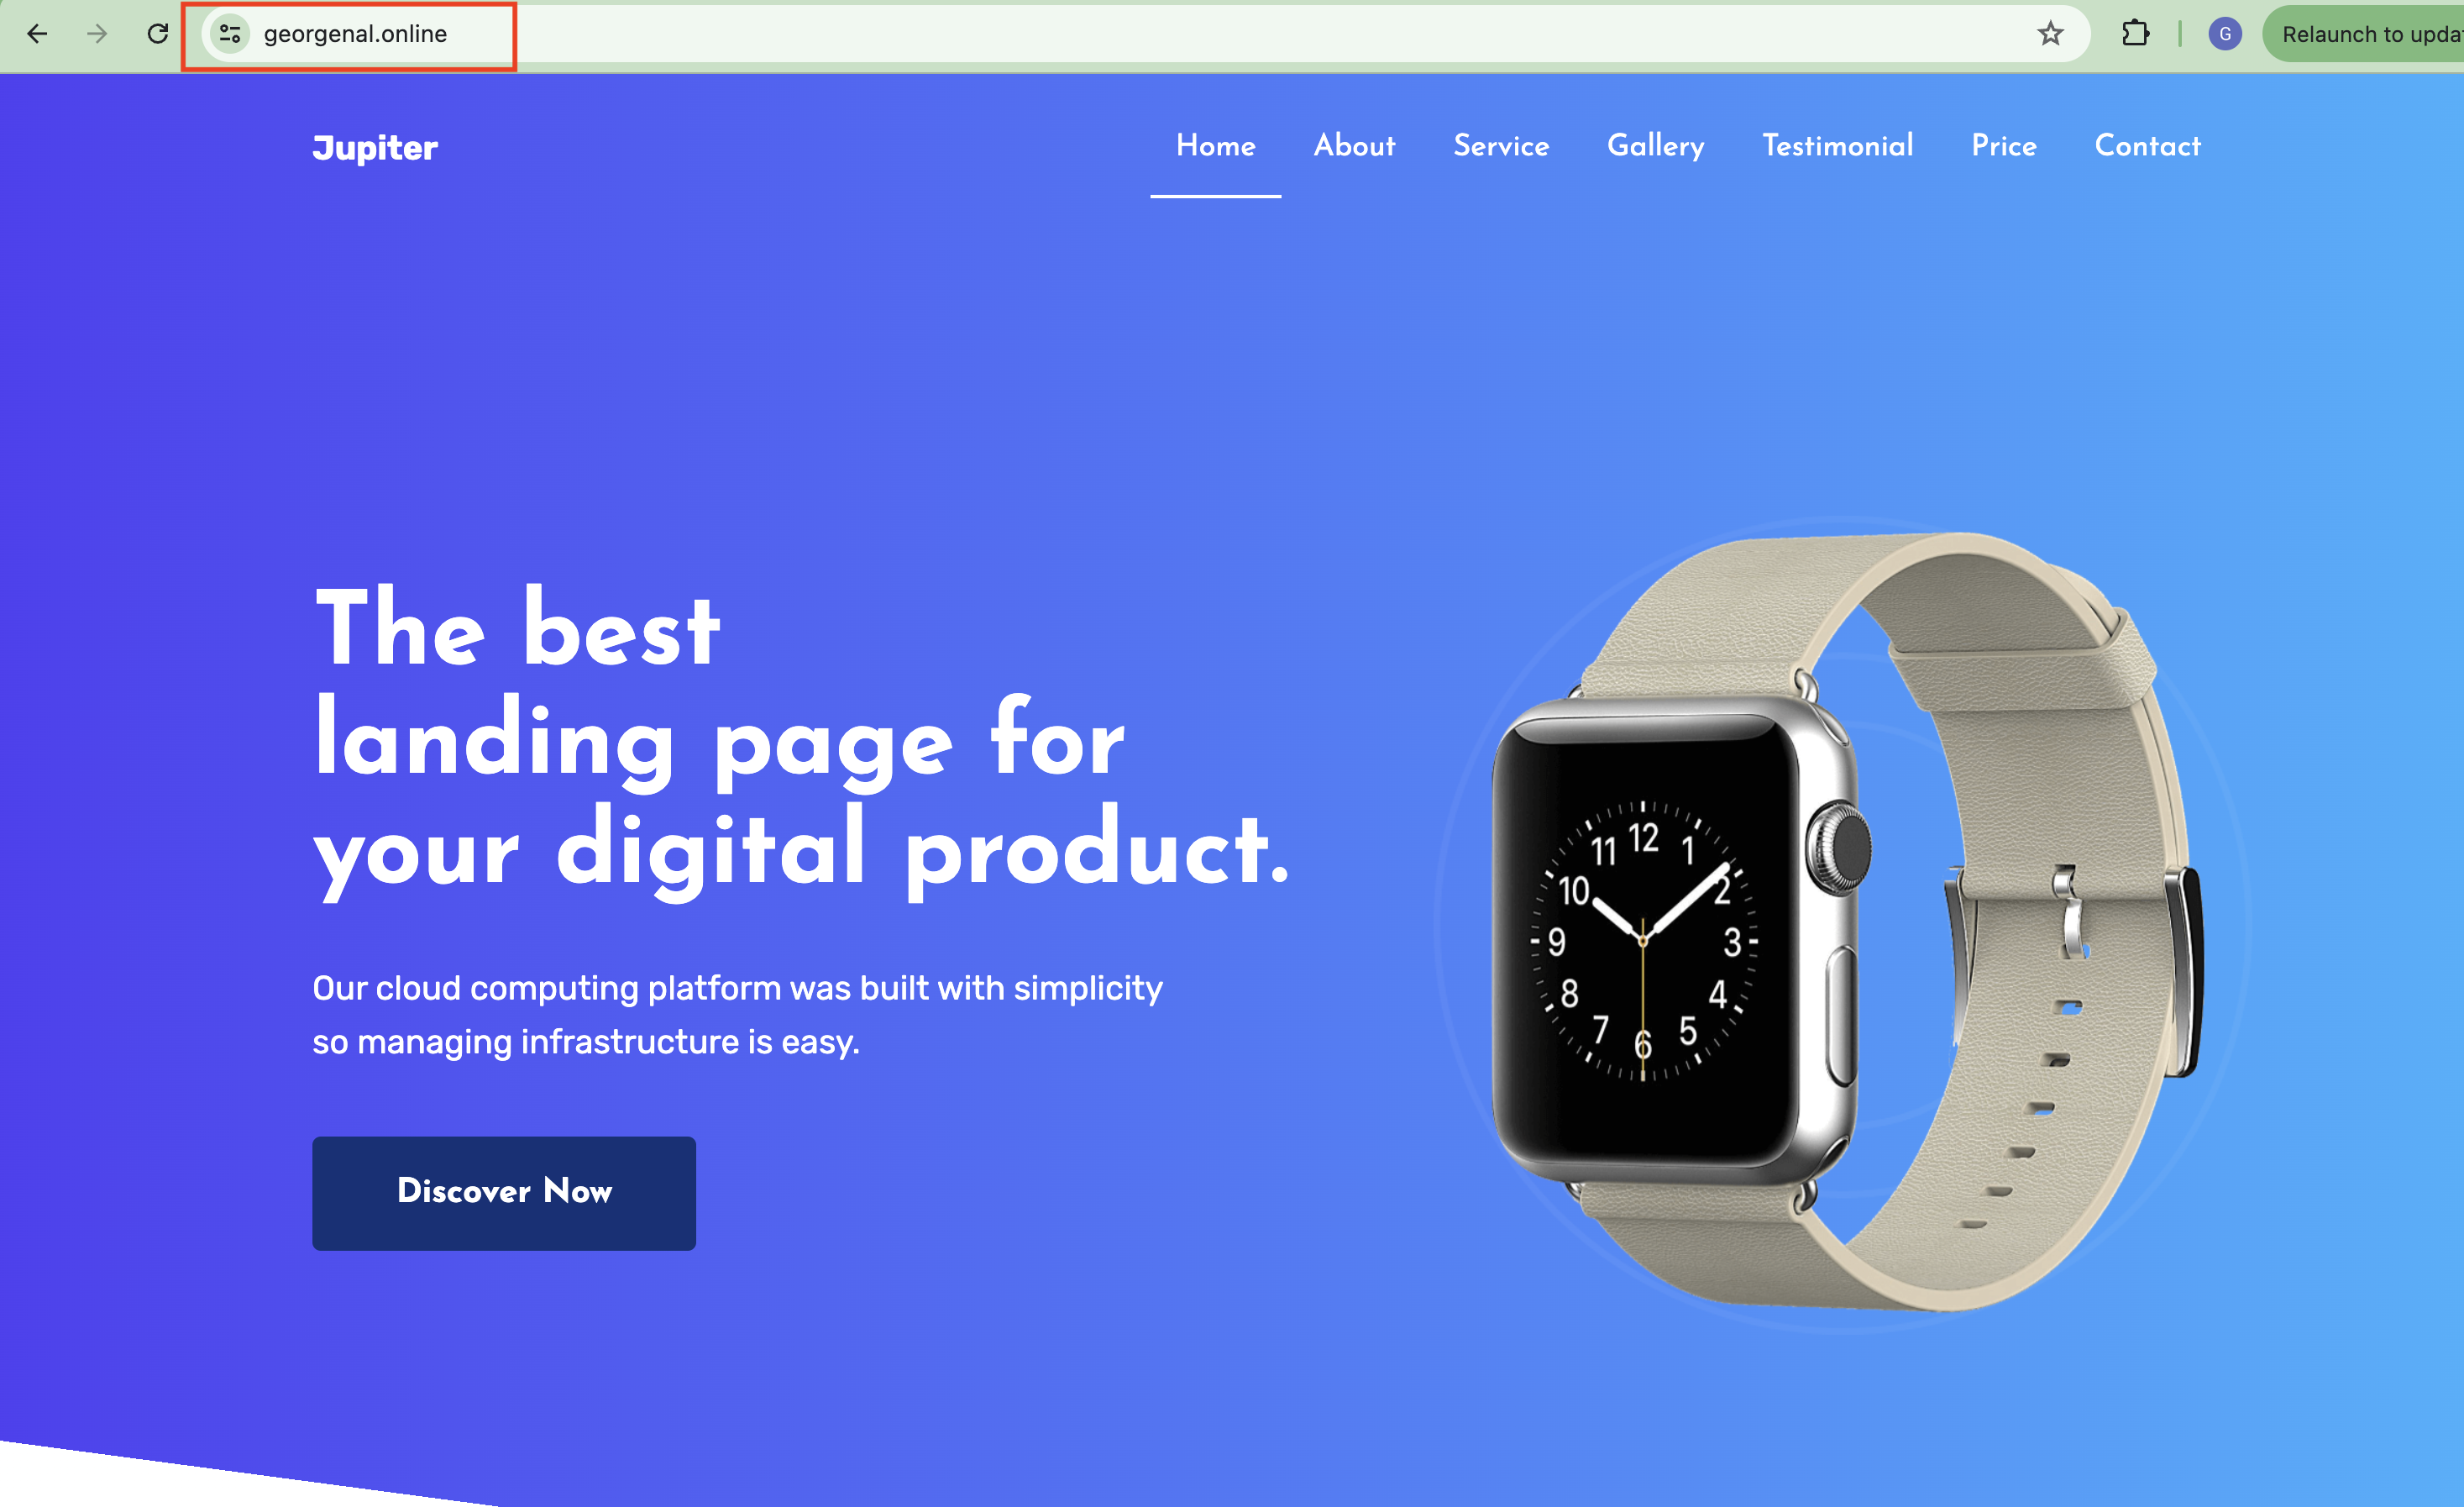 georgenal.online
G
Relaunch to upda
Jupiter
Home About Service Gallery Testimonial Price Contact
The best
landing page for
your digital product.
Our cloud computing platform was built with simplicity
so managing infrastructure is easy.
Discover Now
12
11 1
10 2
9 3
8 4
7 5
6